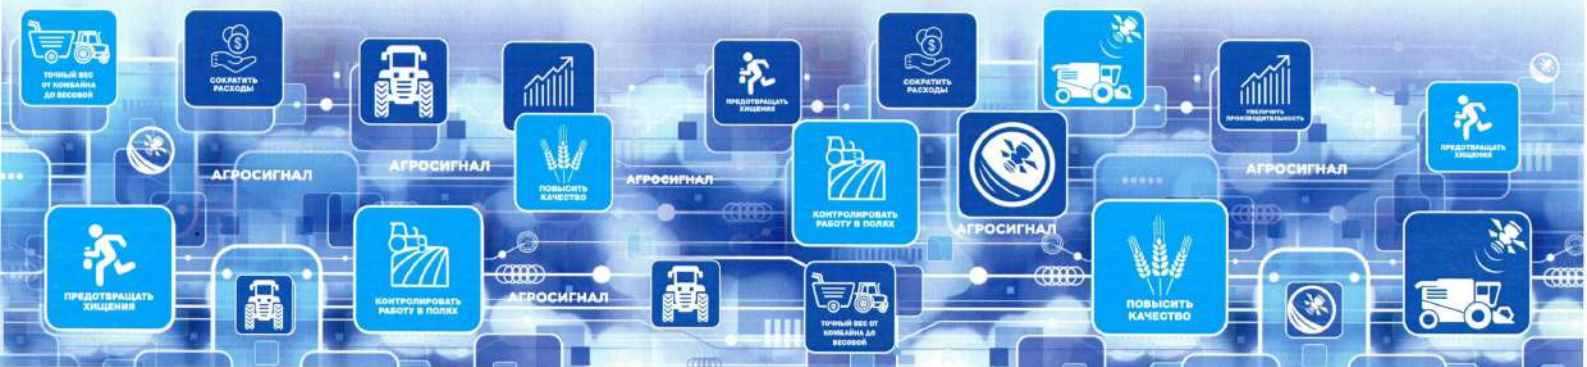 ТОЧНЫЙ ВЕС
ОТ КОМБАЙНА
ДО ВЕСОВОЙ
СОКРАТИТЬ
РАСХОДЫ
ПРЕДОТВРАЩАТЬ
ХИЩЕНИЯ
СОКРАТИТЬ
РАСХОДЫ
УВЕЛИЧИТЬ
ПРОИЗВОДИТЕЛЬНОСТЬ
ПРЕДОТВРАЩАТЬ
ХИЩЕНИЯ
АГРОСИГНАЛ
АГРОСИГНАЛ
ПОВЫСИТЬ
КАЧЕСТВО
АГРОСИГНАЛ
КОНТРОЛИРОВАТЬ
РАБОТУ В ПОЛЯХ
АГРОСИГНАЛ
АГРОСИГНАЛ
ПРЕДОТВРАЩАТЬ
ХИЩЕНИЯ
КОНТРОЛИРОВАТЬ
РАБОТУ В ПОЛЯХ
АГРОСИГНАЛ
ТОЧНЫЙ ВЕС ОТ
КОМБАЙНА ДО
ВЕСОВОЙ
ПОВЫСИТЬ
КАЧЕСТВО